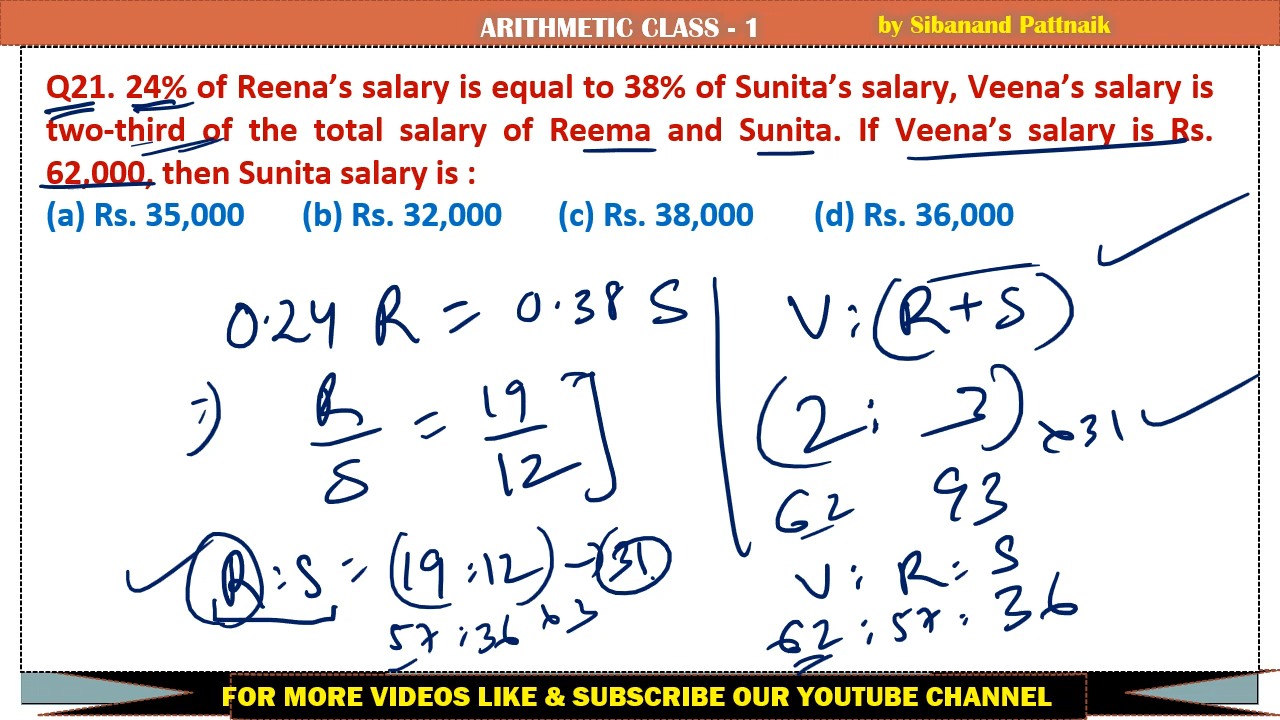 ARITHMETIC CLASS - 1
by Sibanand Pattnaik
Q21. 24% of Reena's salary is equal to 38% of Sunita's salary, Veena's salary is
two-third of the total salary of Reema and Sunita. If Veena's salary is Rs.
62,000, then Sunita salary is :
(a) Rs. 35,000 (b) Rs. 32,000 (c) Rs. 38,000 (d) Rs. 36,000
0.24 R = 0.38 S
⇒ R/S = 19/12
R : S = (19 : 12) → 31
57 : 36 ×3
V : (R + S)
(2 : 3) ×31
62 93
V : R : S
62 : 57 : 36
FOR MORE VIDEOS LIKE & SUBSCRIBE OUR YOUTUBE CHANNEL